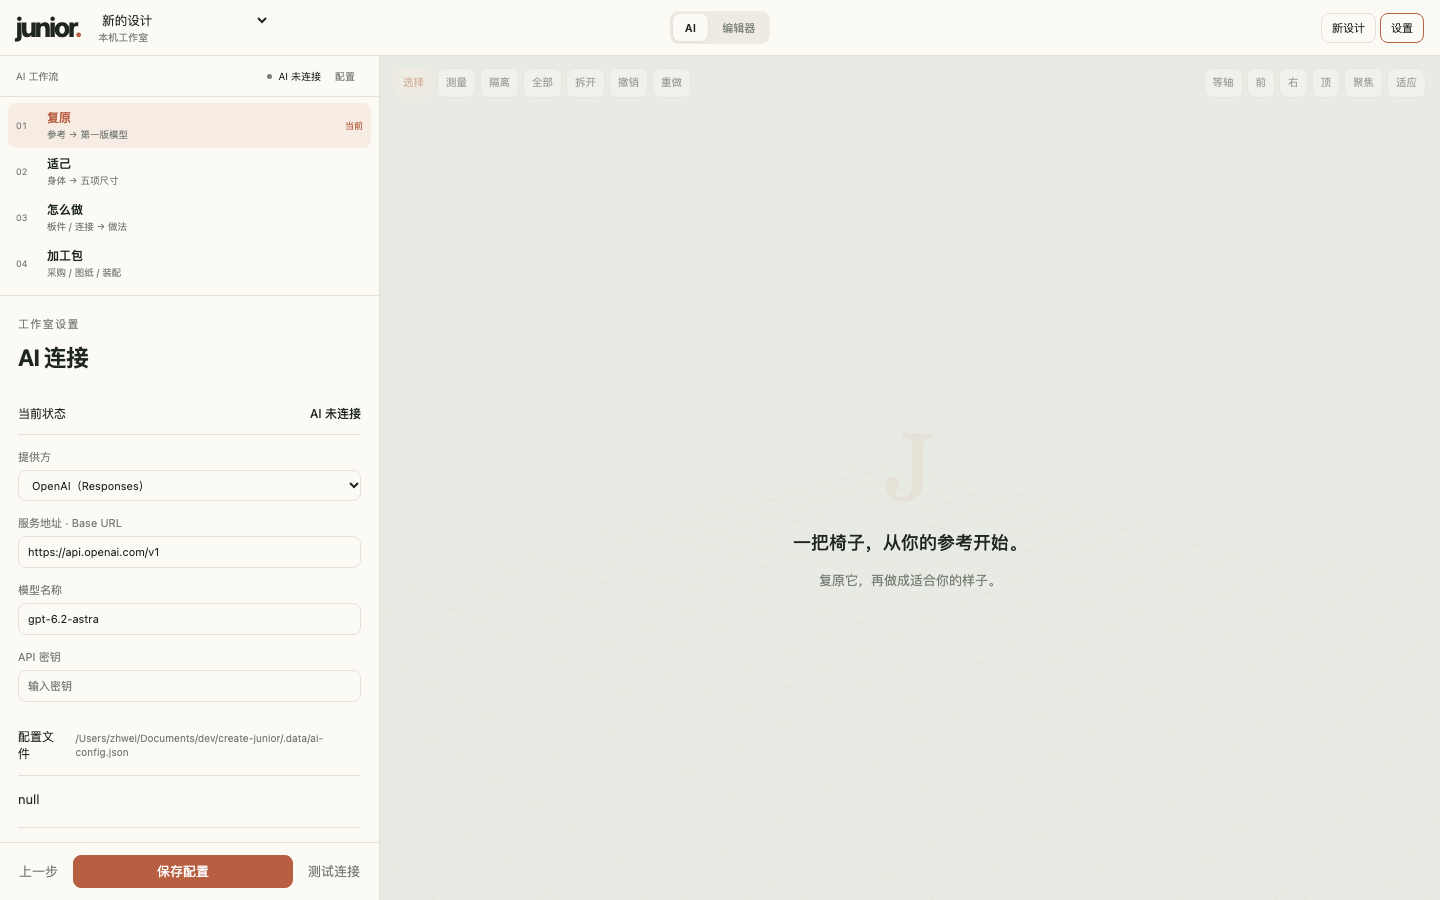 junior.
新的设计
本机工作室
AI
编辑器
新设计
设置
AI 工作流
AI 未连接
配置
01
复原
参考 → 第一版模型
当前
02
适己
身体 → 五项尺寸
03
怎么做
板件 / 连接 → 做法
04
加工包
采购 / 图纸 / 装配
工作室设置
AI 连接
当前状态
AI 未连接
提供方
OpenAI（Responses）
服务地址 · Base URL
https://api.openai.com/v1
模型名称
gpt-6.2-astra
API 密钥
输入密钥
配置文
件
/Users/zhwei/Documents/dev/create-junior/.data/ai-
config.json
null
上一步
保存配置
测试连接
选择
测量
隔离
全部
拆开
撤销
重做
等轴
前
右
顶
聚焦
适应
J
一把椅子，从你的参考开始。
复原它，再做成适合你的样子。